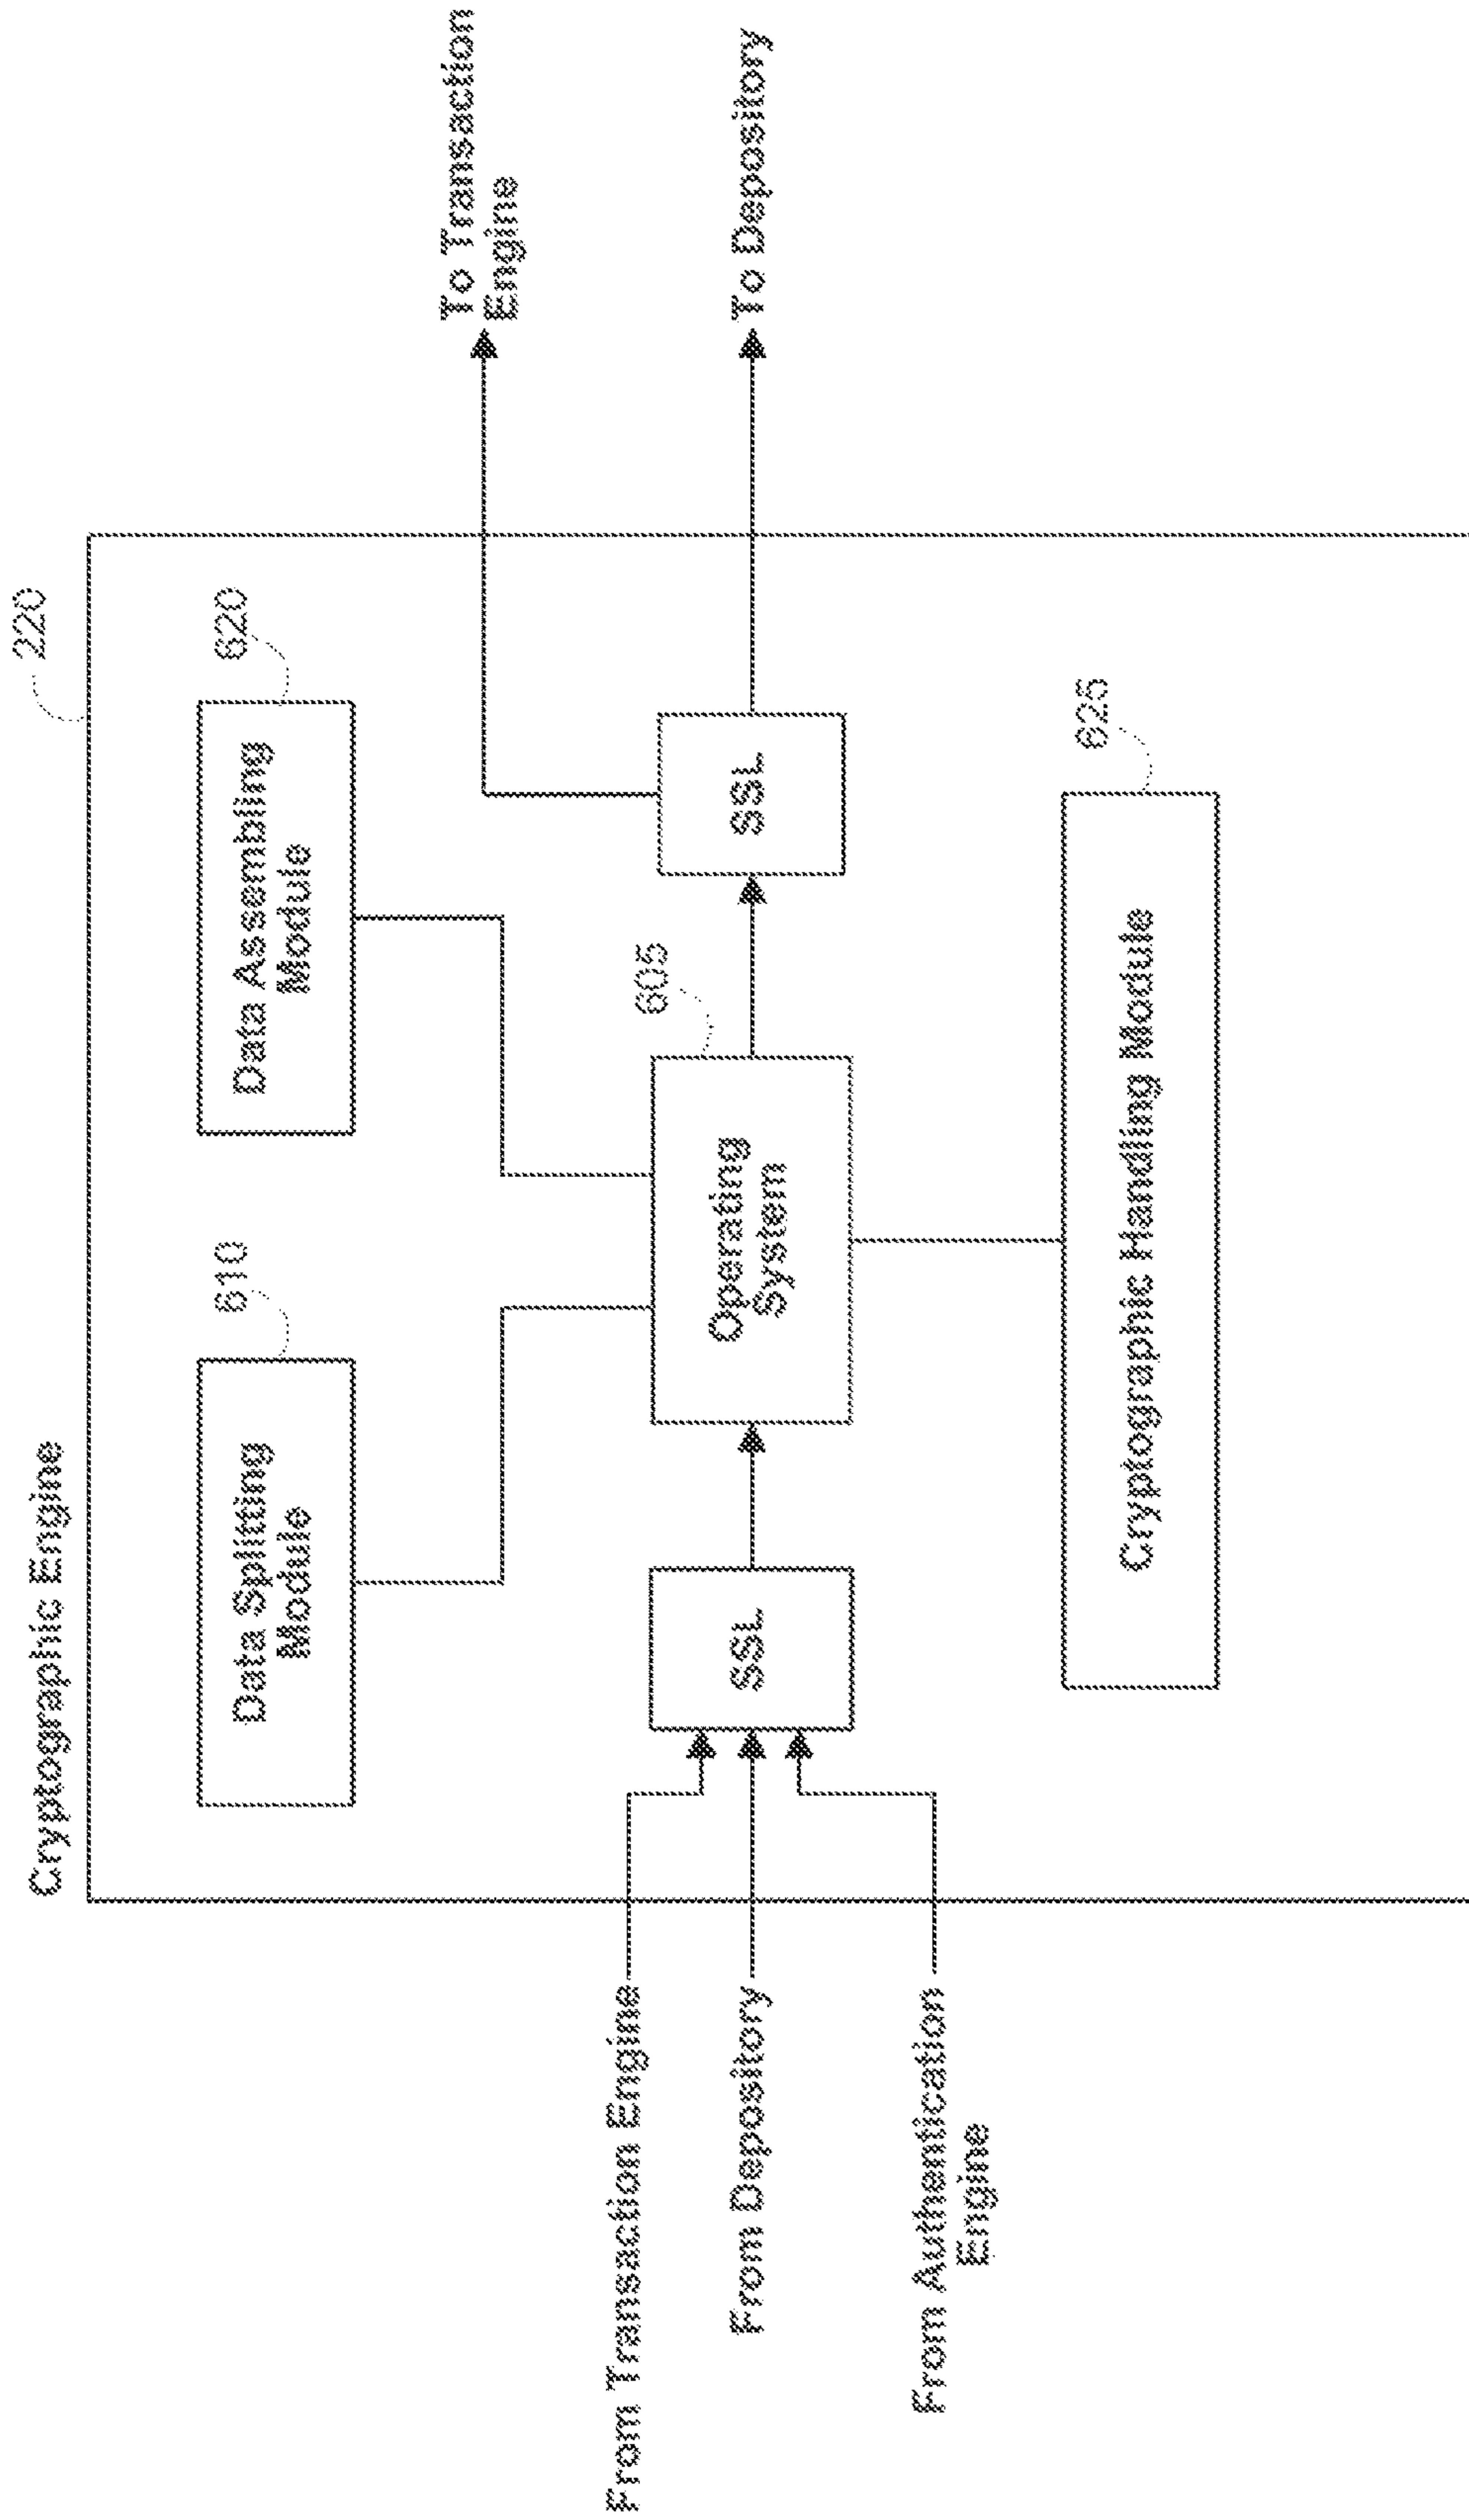 Cryptographic Engine
220
Data Splitting
Module
610
Data Assembling
Module
620
To Transaction
Engine
From Transaction Engine
From Depository
From Authentication
Engine
SSL
Operating
System
605
SSL
To Depository
Cryptographic Handling Module
625